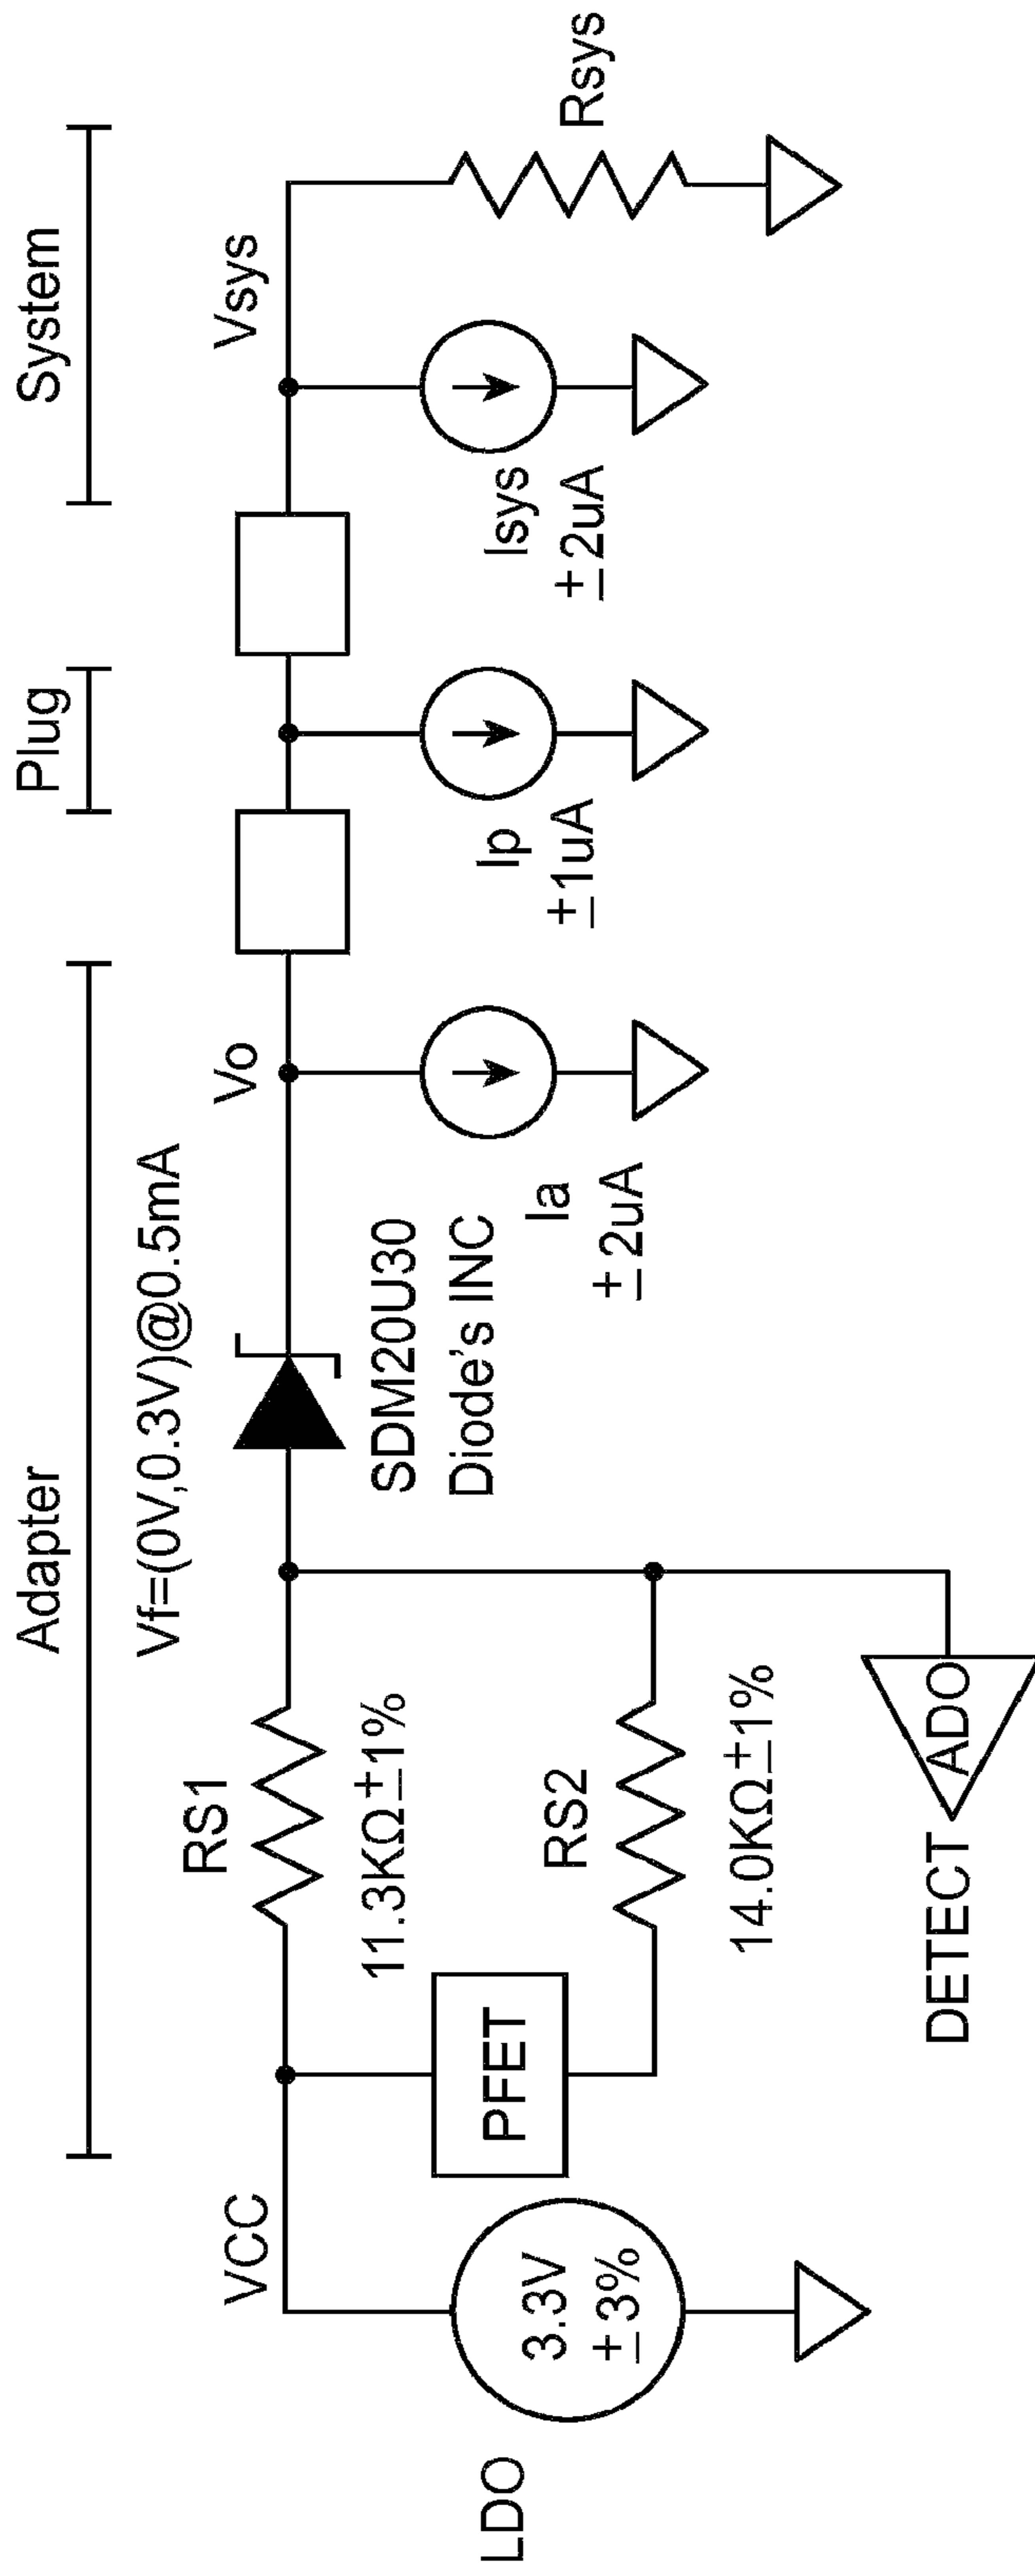 Adapter
Plug
System
Vf=(0V,0.3V)@0.5mA
VCC
RS1
Vo
Vsys
11.3KΩ±1%
SDM20U30
Diode's INC
LDO
3.3V
±3%
PFET
RS2
14.0KΩ±1%
Ia
±2uA
Ip
±1uA
Isys
±2uA
Rsys
DETECT
ADO